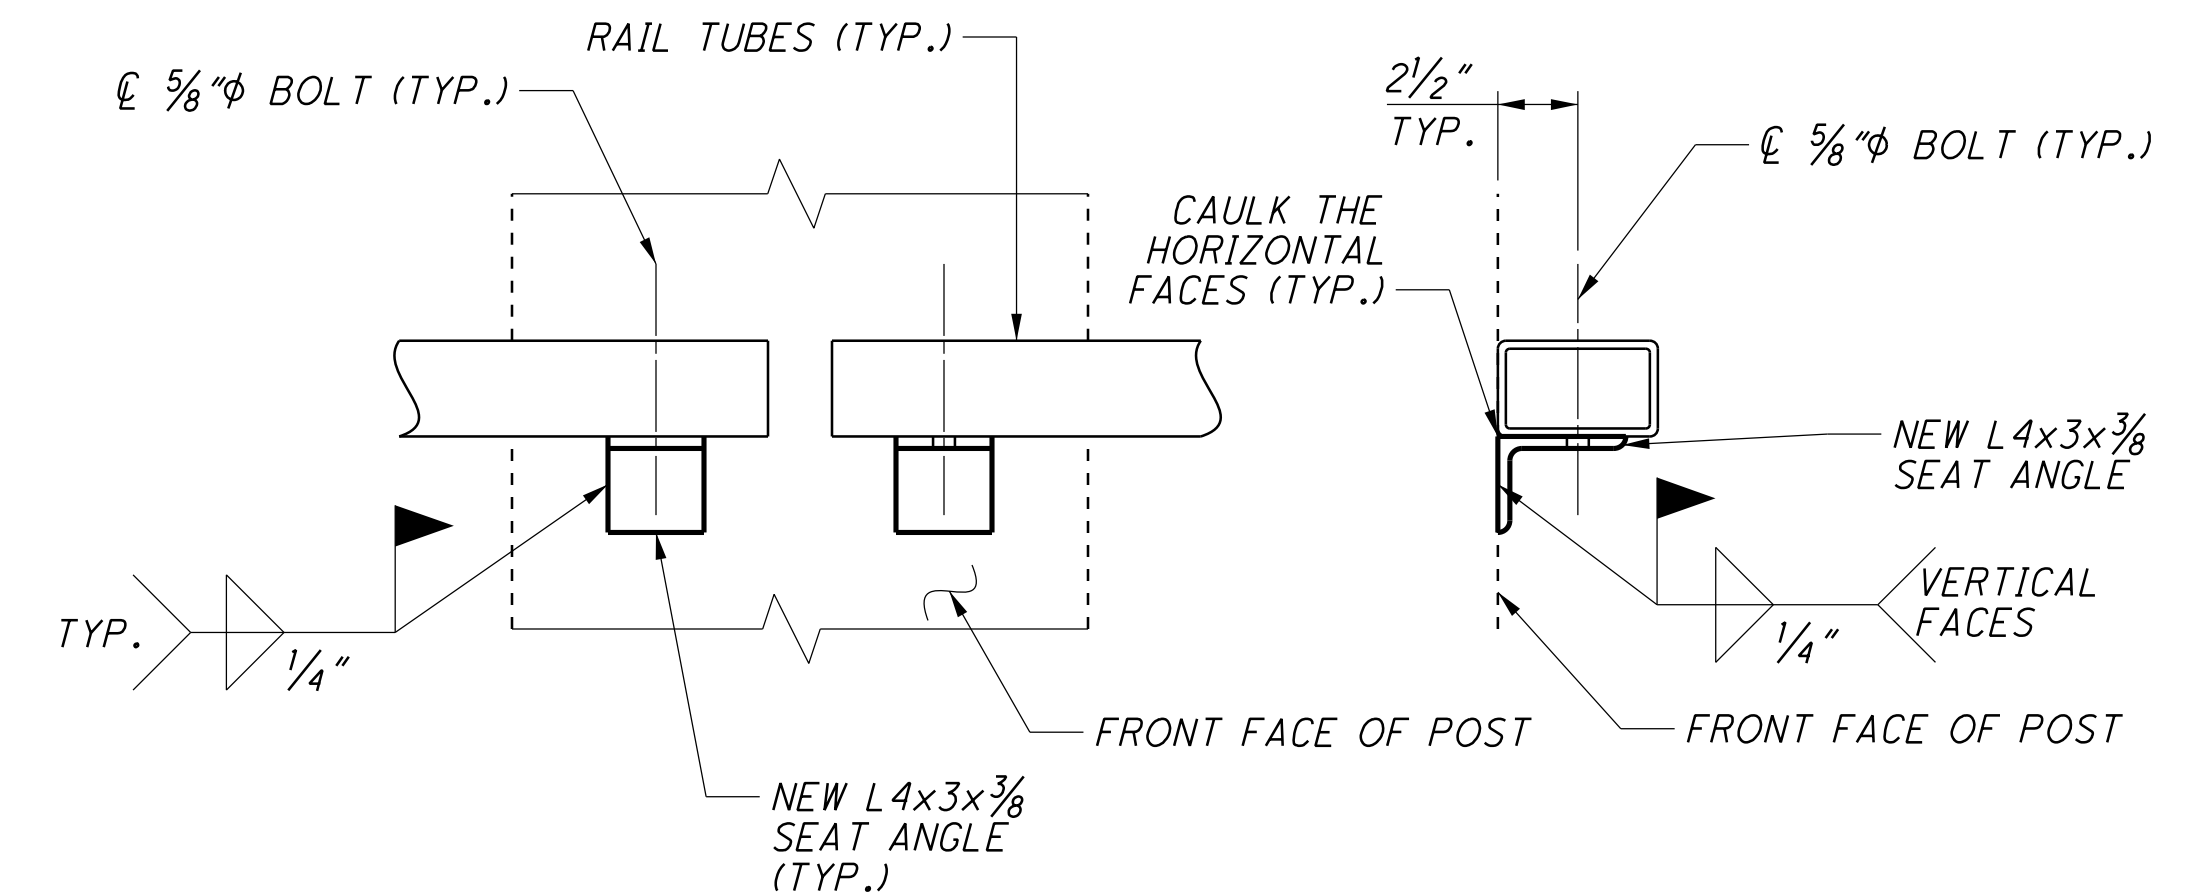 RAIL TUBES (TYP.)
℄ 5/8"ϕ BOLT (TYP.)
2 1/2"
TYP.
℄ 5/8"ϕ BOLT (TYP.)
CAULK THE
HORIZONTAL
FACES (TYP.)
NEW L4x3x3/8
SEAT ANGLE
TYP.
1/4"
VERTICAL
FACES
1/4"
FRONT FACE OF POST
FRONT FACE OF POST
NEW L4x3x3/8
SEAT ANGLE
(TYP.)